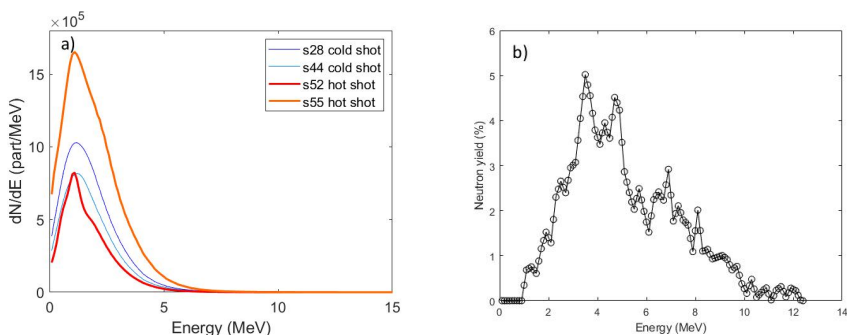 ×10⁵
a)
s28 cold shot
s44 cold shot
s52 hot shot
s55 hot shot
15
10
5
0
dN/dE (part/MeV)
0 5 10 15
Energy (MeV)
b)
6
5
4
3
2
1
0
Neutron yield (%)
0 2 4 6 8 10 12 14
Energy (MeV)